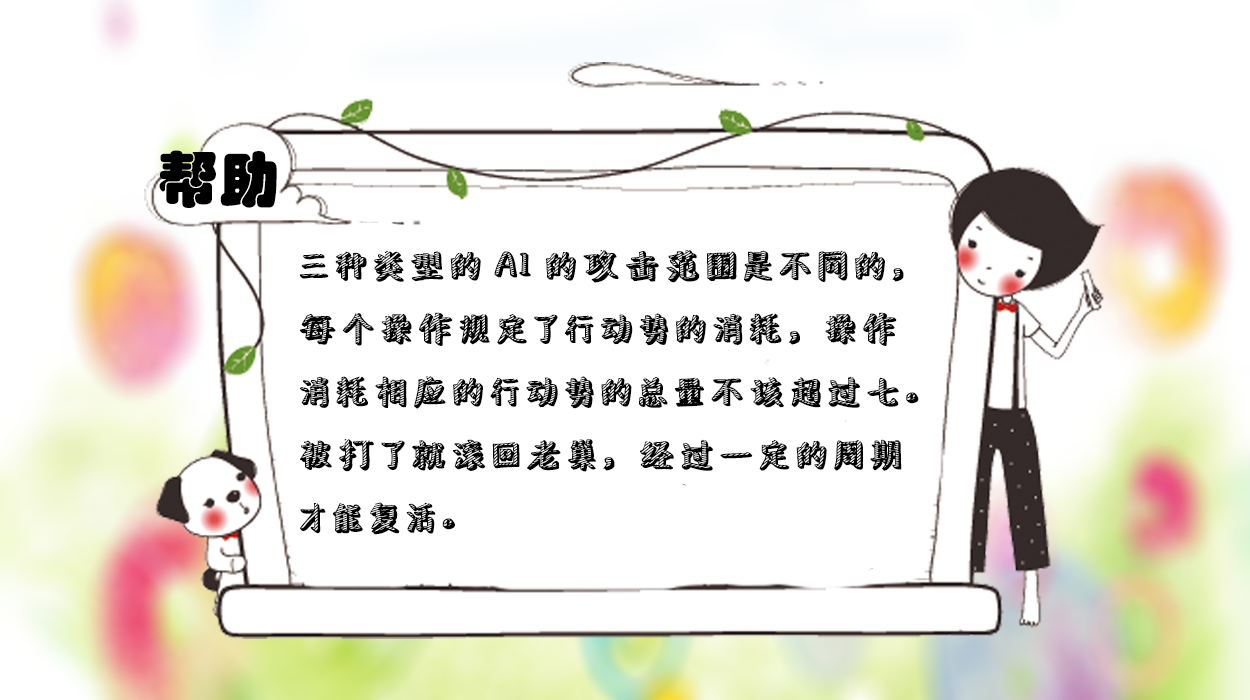 帮助
三种类型的 AI 的攻击范围是不同的，
每个操作规定了行动势的消耗，操作
消耗相应的行动势的总量不该超过七。
被打了就滚回老巢，经过一定的周期
才能复活。